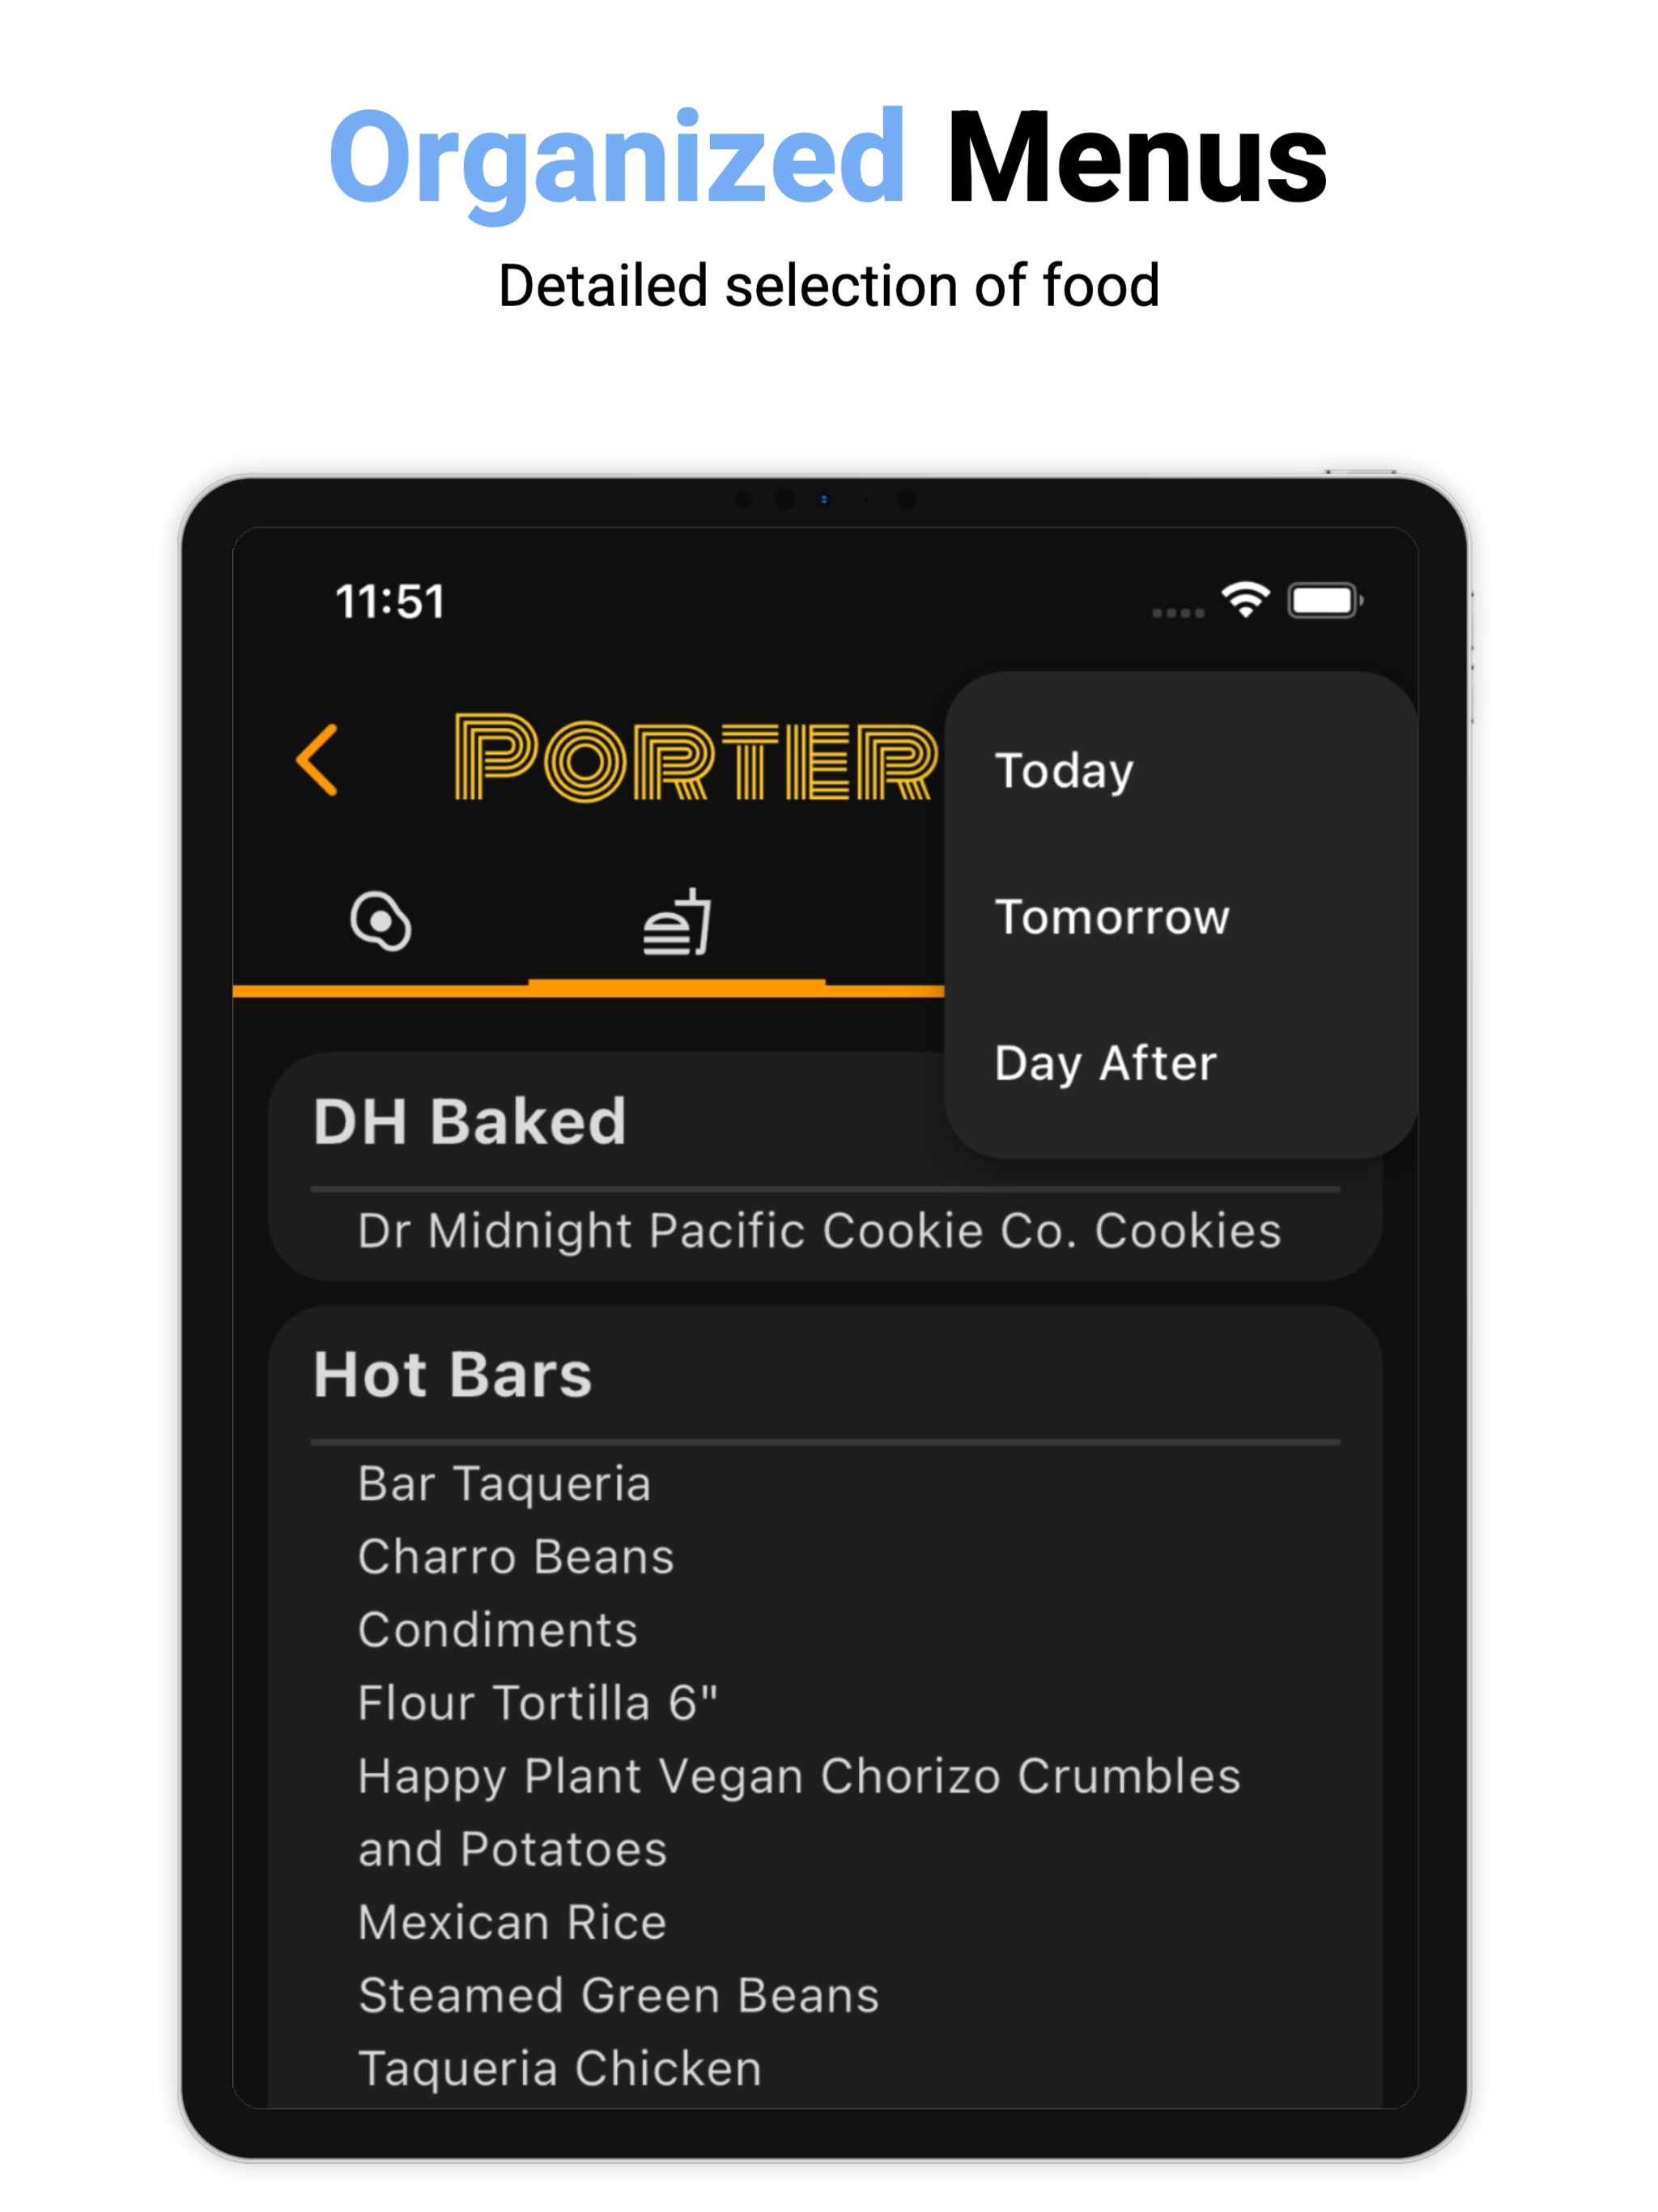 Organized Menus
Detailed selection of food
11:51
PORTER
Today
Tomorrow
Day After
DH Baked
Dr Midnight Pacific Cookie Co. Cookies
Hot Bars
Bar Taqueria
Charro Beans
Condiments
Flour Tortilla 6"
Happy Plant Vegan Chorizo Crumbles
and Potatoes
Mexican Rice
Steamed Green Beans
Taqueria Chicken